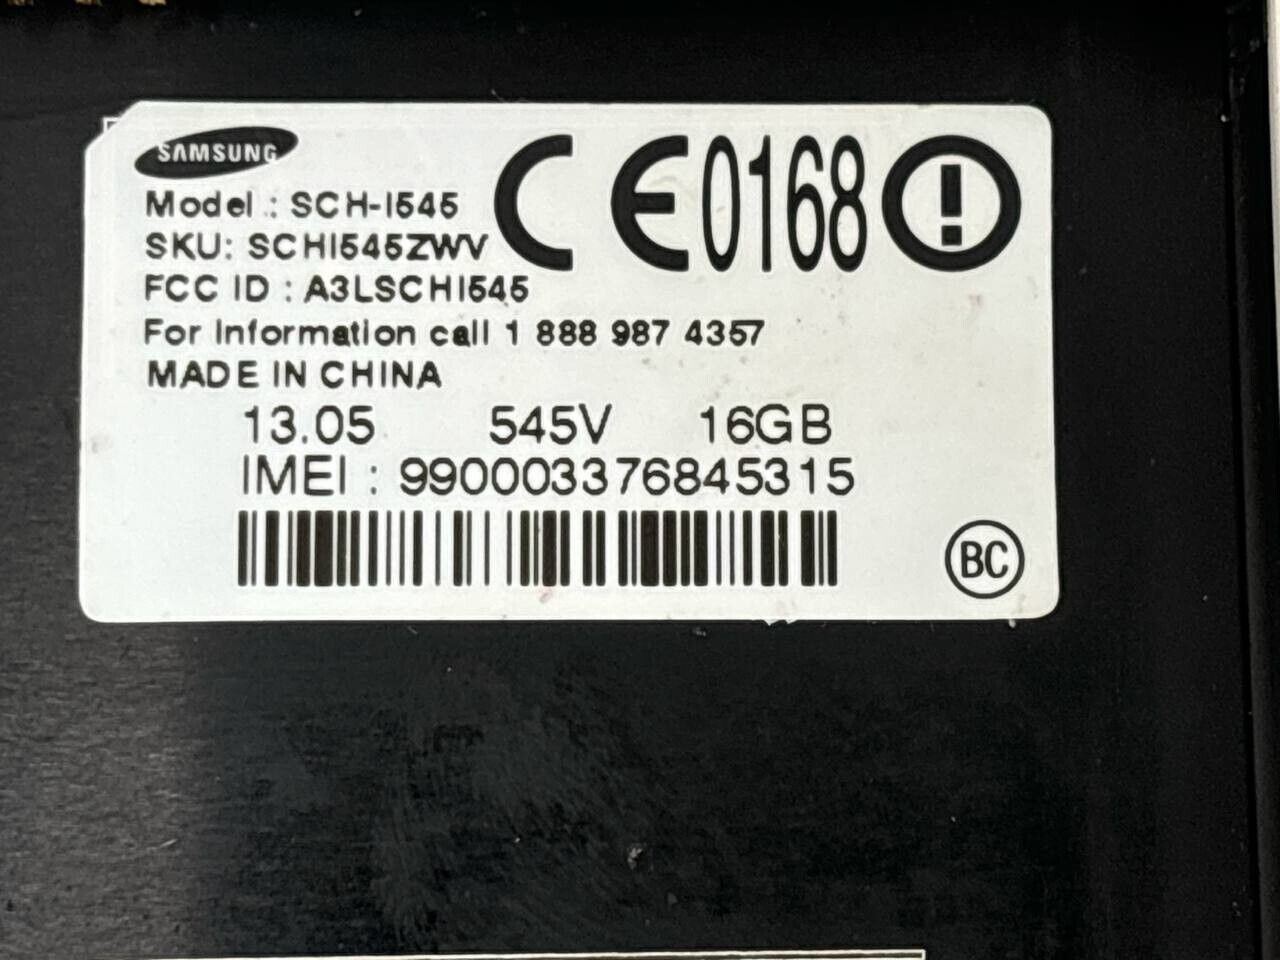 SAMSUNG
Model : SCH-I545
SKU: SCHI545ZWV
FCC ID : A3LSCHI545
For Information call 1 888 987 4357
MADE IN CHINA
CE0168
13.05 545V 16GB
IMEI : 990003376845315
BC